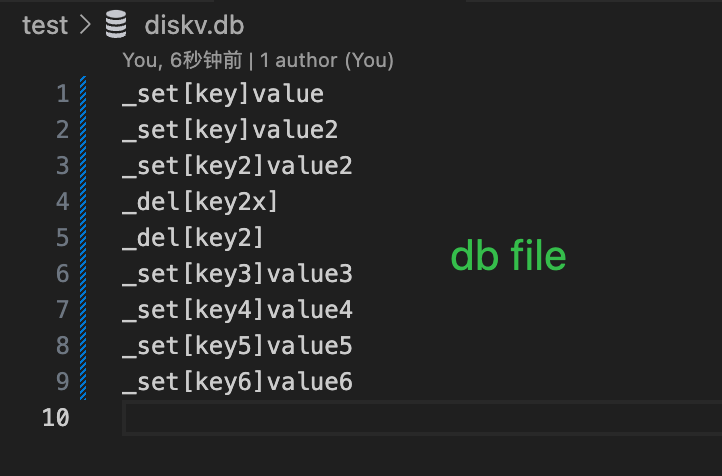 test > diskv.db
You, 6秒钟前 | 1 author (You)
1 _set[key]value
2 _set[key]value2
3 _set[key2]value2
4 _del[key2x]
5 _del[key2]
6 _set[key3]value3
7 _set[key4]value4
8 _set[key5]value5
9 _set[key6]value6
10
db file